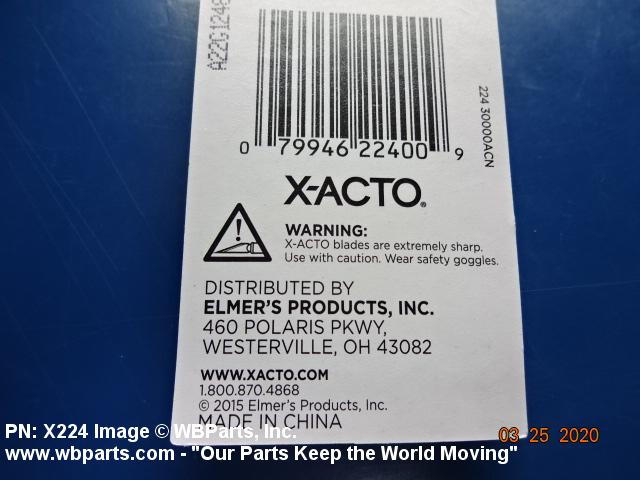 A22G1248
224 30000ACN
0 79946 22400 9
X-ACTO®
WARNING:
X-ACTO blades are extremely sharp.
Use with caution. Wear safety goggles.
DISTRIBUTED BY
ELMER'S PRODUCTS, INC.
460 POLARIS PKWY,
WESTERVILLE, OH 43082
WWW.XACTO.COM
1.800.870.4868
© 2015 Elmer's Products, Inc.
MADE IN CHINA
PN: X224 Image © WBParts, Inc.
03 25 2020
www.wbparts.com - "Our Parts Keep the World Moving"